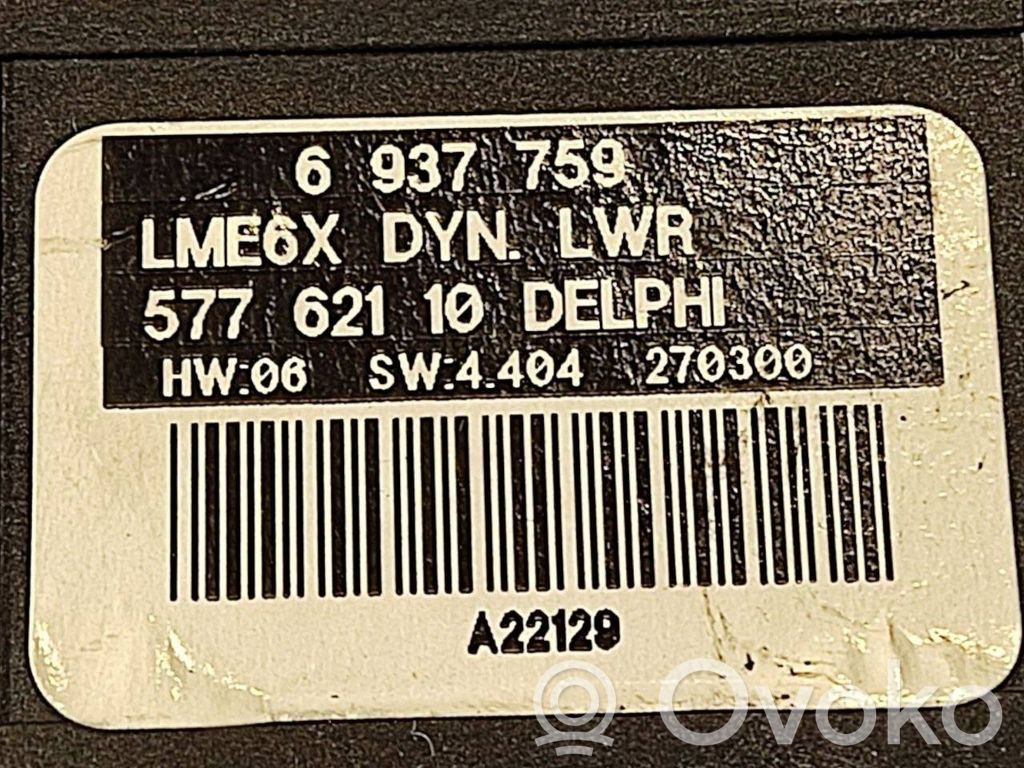 6 937 759
LME6X DYN. LWR
577 621 10 DELPHI
HW:06 SW:4.404 270300
A22129
Ovoko